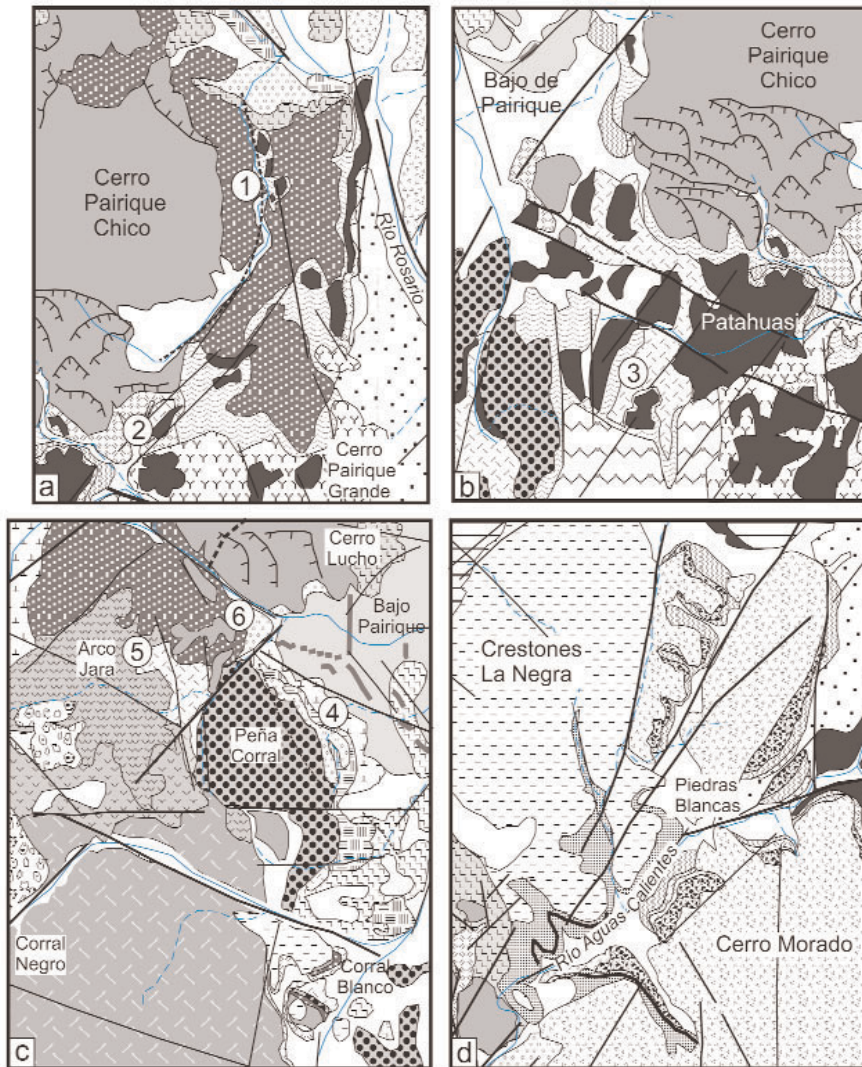 Cerro
Pairique
Chico
1
Río Rosario
2
Cerro
Pairique
Grande
a
Cerro
Pairique
Chico
Bajo de
Pairique
Patahuasi
3
b
Cerro
Lucho
Bajo
Pairique
6
Arco
Jara
5
4
Peña
Corral
Corral
Negro
Corral
Blanco
c
Crestones
La Negra
Piedras
Blancas
Río Aguas Calientes
Cerro Morado
d